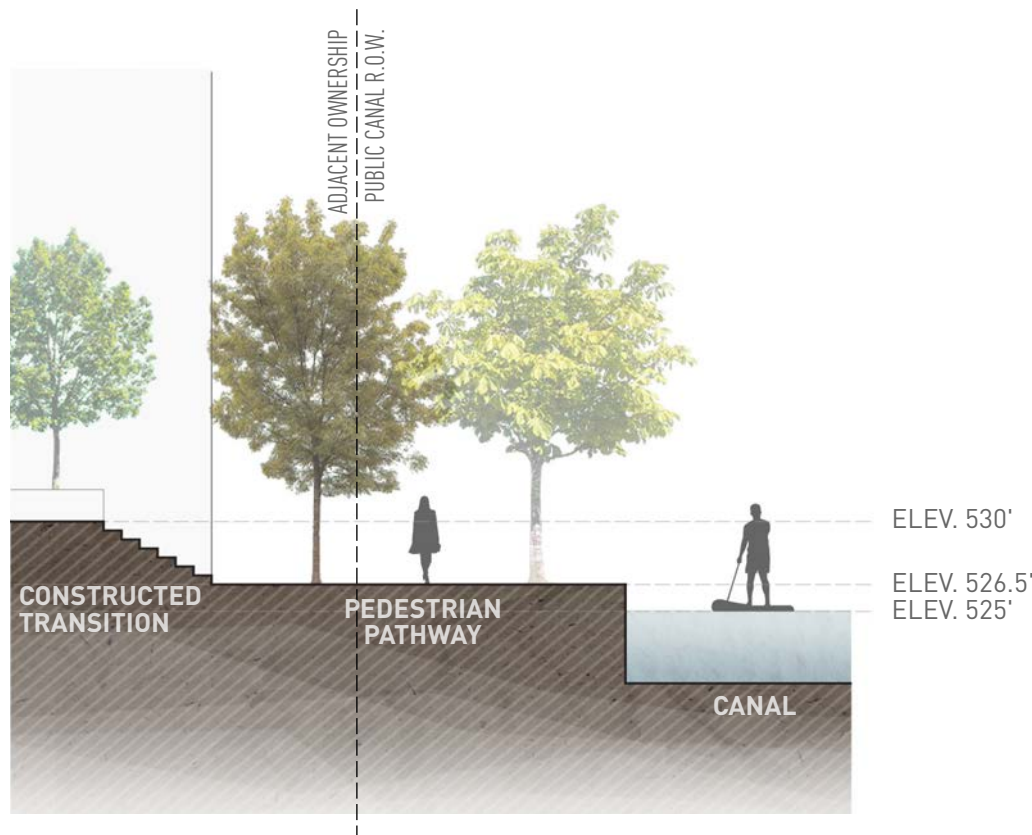 ADJACENT OWNERSHIP
PUBLIC CANAL R.O.W.
ELEV. 530'
ELEV. 526.5'
ELEV. 525'
CONSTRUCTED
TRANSITION
PEDESTRIAN
PATHWAY
CANAL